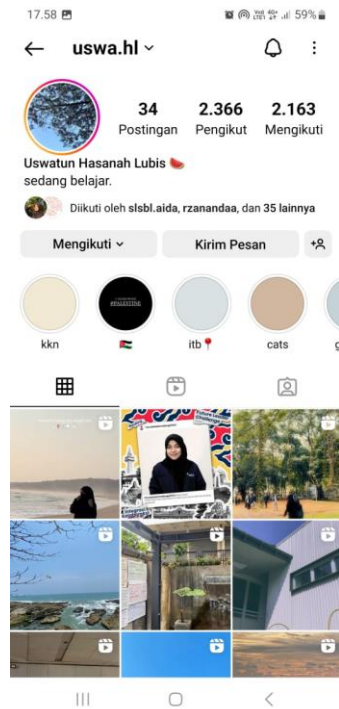 17.58
59%
uswa.hl
34 2.366 2.163
Postingan Pengikut Mengikuti
Uswatun Hasanah Lubis 🍉
sedang belajar.
Diikuti oleh slsbl.aida, rzanandaa, dan 35 lainnya
Mengikuti Kirim Pesan
kkn 🇵🇸 itb📍 cats g